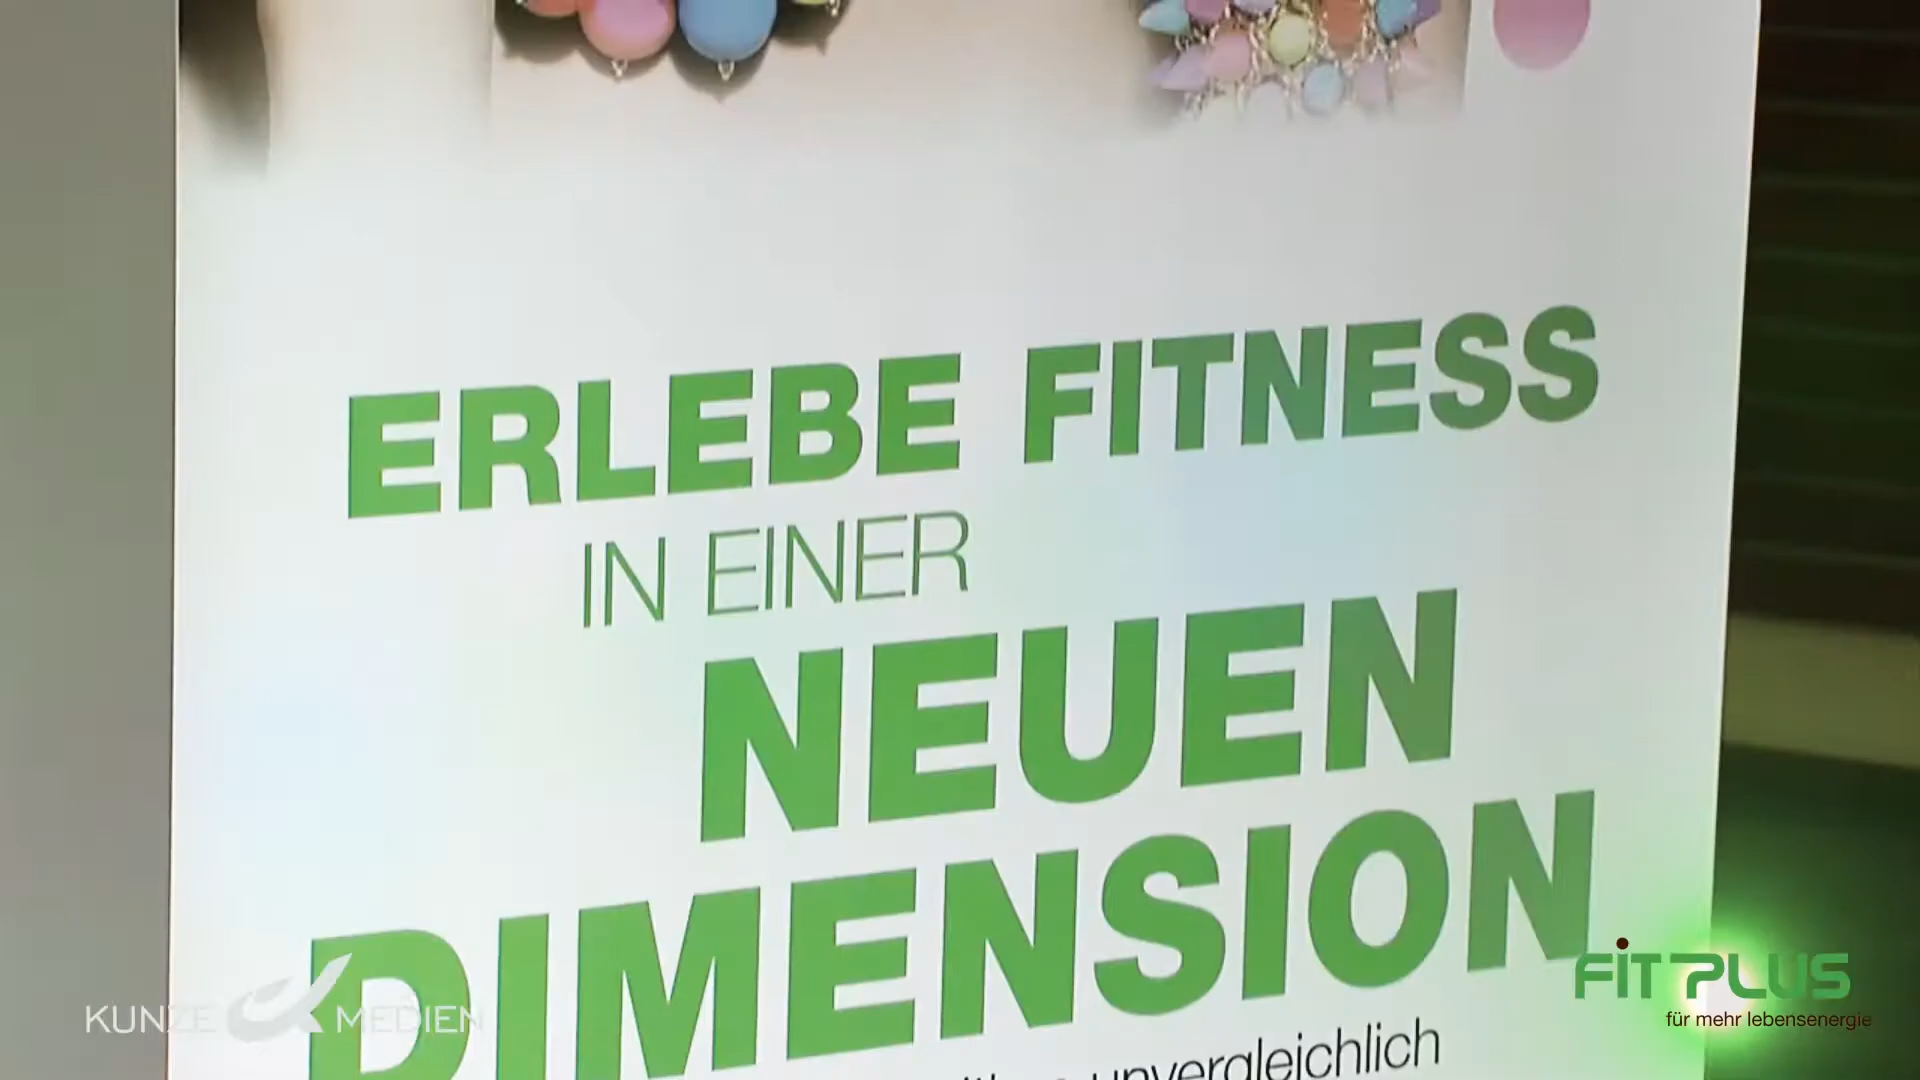 ERLEBE FITNESS
IN EINER
NEUEN
DIMENSION
unvergleichlich
KUNZE MEDIEN
FIT PLUS
für mehr lebensenergie